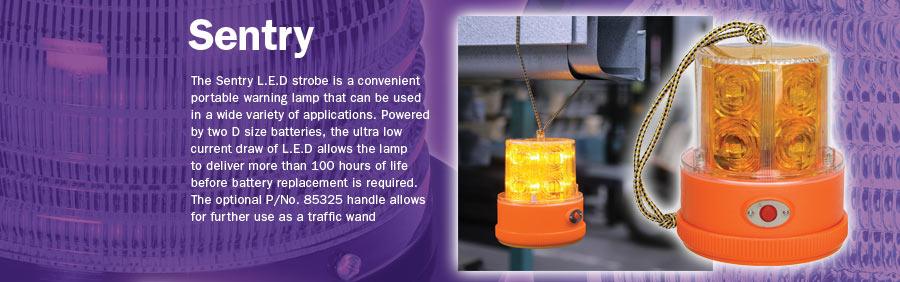 Sentry
The Sentry L.E.D strobe is a convenient
portable warning lamp that can be used
in a wide variety of applications. Powered
by two D size batteries, the ultra low
current draw of L.E.D allows the lamp
to deliver more than 100 hours of life
before battery replacement is required.
The optional P/No. 85325 handle allows
for further use as a traffic wand